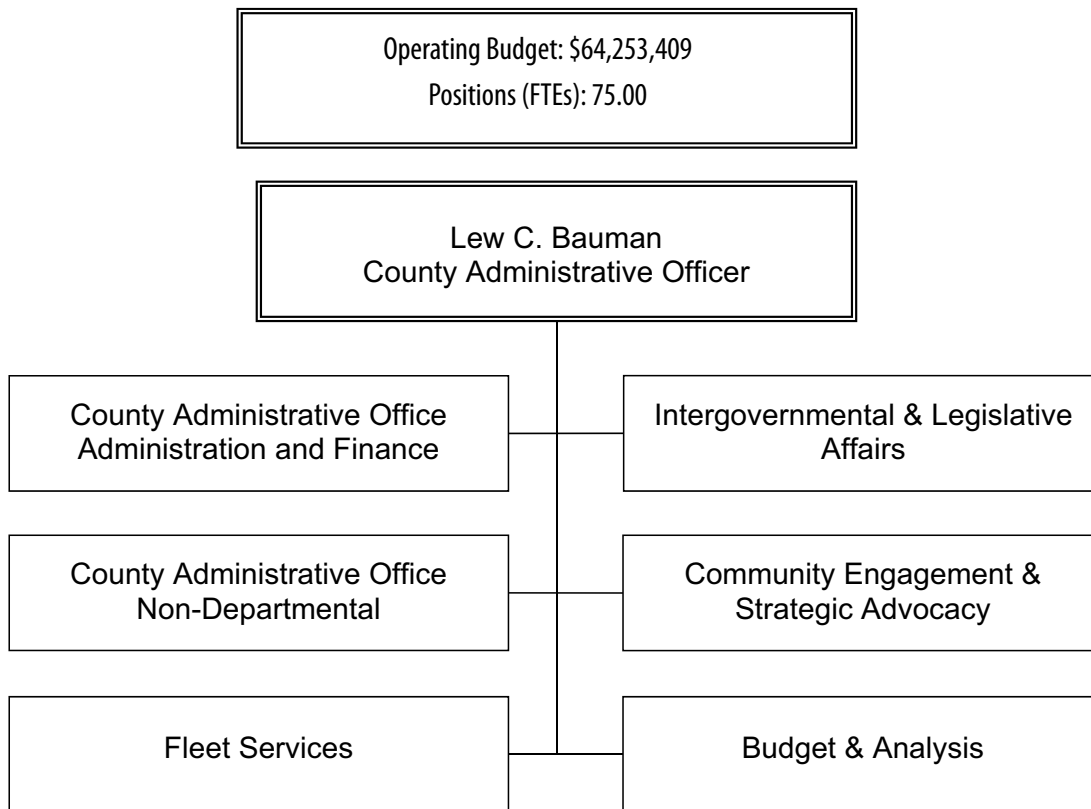 Operating Budget: $64,253,409
Positions (FTEs): 75.00
Lew C. Bauman
County Administrative Officer
County Administrative Office
Administration and Finance
Intergovernmental & Legislative
Affairs
County Administrative Office
Non-Departmental
Community Engagement &
Strategic Advocacy
Fleet Services
Budget & Analysis